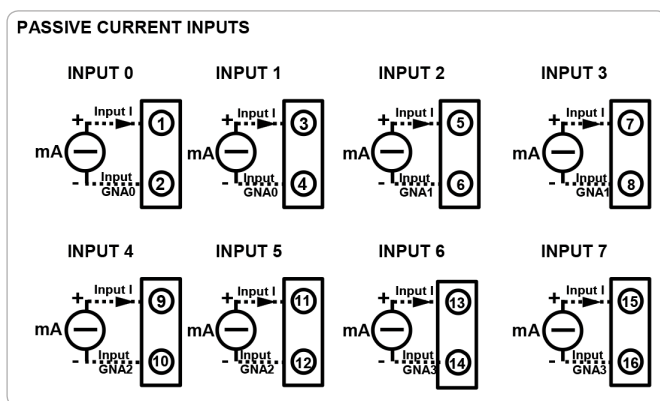 PASSIVE CURRENT INPUTS
INPUT 0 INPUT 1 INPUT 2 INPUT 3
+ Input I 1 + Input I 3 + Input I 5 + Input I 7
mA mA mA mA
- Input GNA0 2 - Input GNA0 4 - Input GNA1 6 - Input GNA1 8
INPUT 4 INPUT 5 INPUT 6 INPUT 7
+ Input I 9 + Input I 11 + Input I 13 + Input I 15
mA mA mA mA
- Input GNA2 10 - Input GNA2 12 - Input GNA3 14 - Input GNA3 16